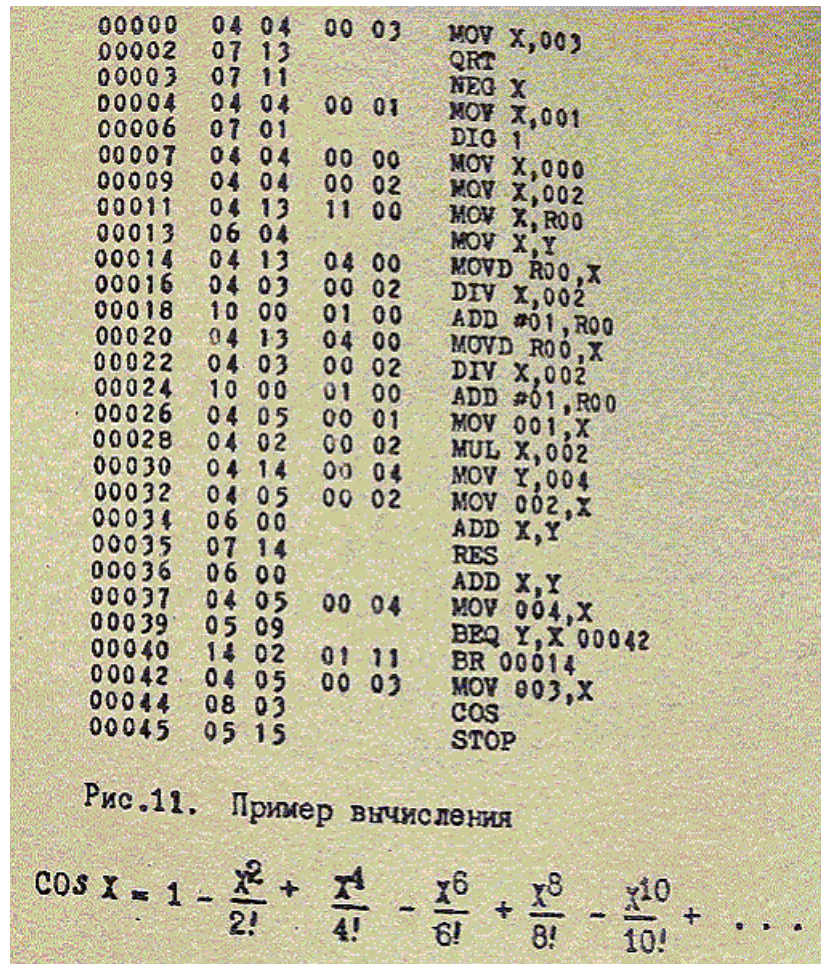 00000 04 04 00 03 MOV X,003
00002 07 13 QRT
00003 07 11 NEG X
00004 04 04 00 01 MOV X,001
00006 07 01 DIG 1
00007 04 04 00 00 MOV X,000
00009 04 04 00 02 MOV X,002
00011 04 13 11 00 MOV X,R00
00013 06 04 MOV X,Y
00014 04 13 04 00 MOVD R00,X
00016 04 03 00 02 DIV X,002
00018 10 00 01 00 ADD #01,R00
00020 04 13 04 00 MOVD R00,X
00022 04 03 00 02 DIV X,002
00024 10 00 01 00 ADD #01,R00
00026 04 05 00 01 MOV 001,X
00028 04 02 00 02 MUL X,002
00030 04 14 00 04 MOV Y,004
00032 04 05 00 02 MOV 002,X
00034 06 00 ADD X,Y
00035 07 14 RES
00036 06 00 ADD X,Y
00037 04 05 00 04 MOV 004,X
00039 05 09 BEQ Y,X 00042
00040 14 02 01 11 BR 00014
00042 04 05 00 03 MOV 003,X
00044 08 03 COS
00045 05 15 STOP
Рис.11. Пример вычисления
COS X = 1 - X²/2! + X⁴/4! - X⁶/6! + X⁸/8! - X¹⁰/10! + . . .